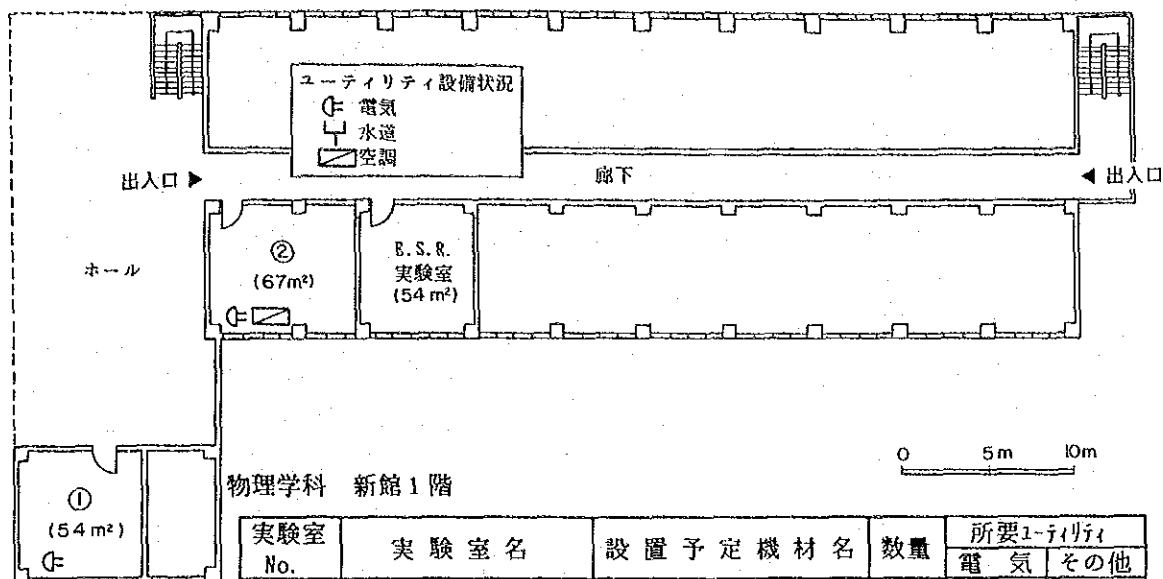 ユーティリティ設備状況
電気
水道
空調
出入口
廊下
出入口
ホール
②
(67m²)
E.S.R.
実験室
(54m²)
①
(54m²)
0 5m 10m
物理学科 新館1階
実験室 No. 実験室名 設置予定機材名 数量 所要ユーティリティ
電気 その他